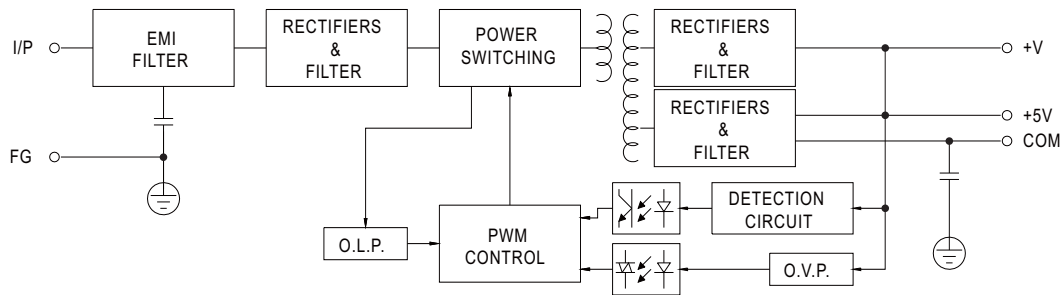 I/P
EMI
FILTER
RECTIFIERS
&
FILTER
POWER
SWITCHING
RECTIFIERS
&
FILTER
+V
RECTIFIERS
&
FILTER
+5V
COM
FG
DETECTION
CIRCUIT
O.L.P.
PWM
CONTROL
O.V.P.